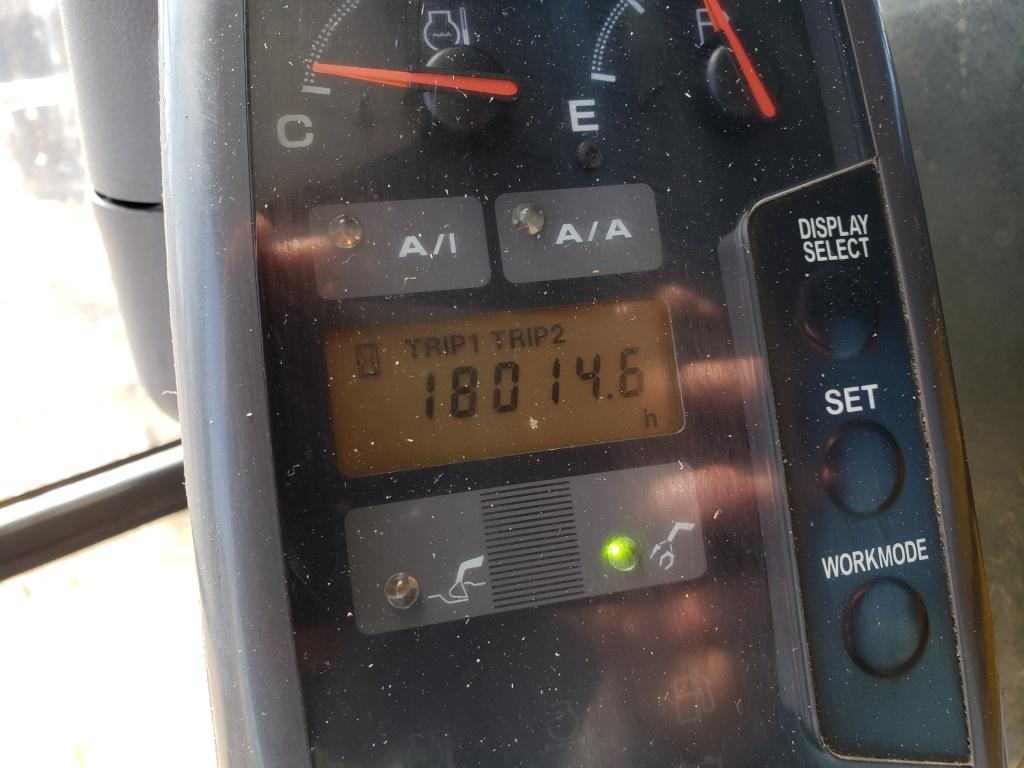 C
E
F
A/I
A/A
DISPLAY
SELECT
TRIP1 TRIP2
18014.6
h
SET
WORKMODE